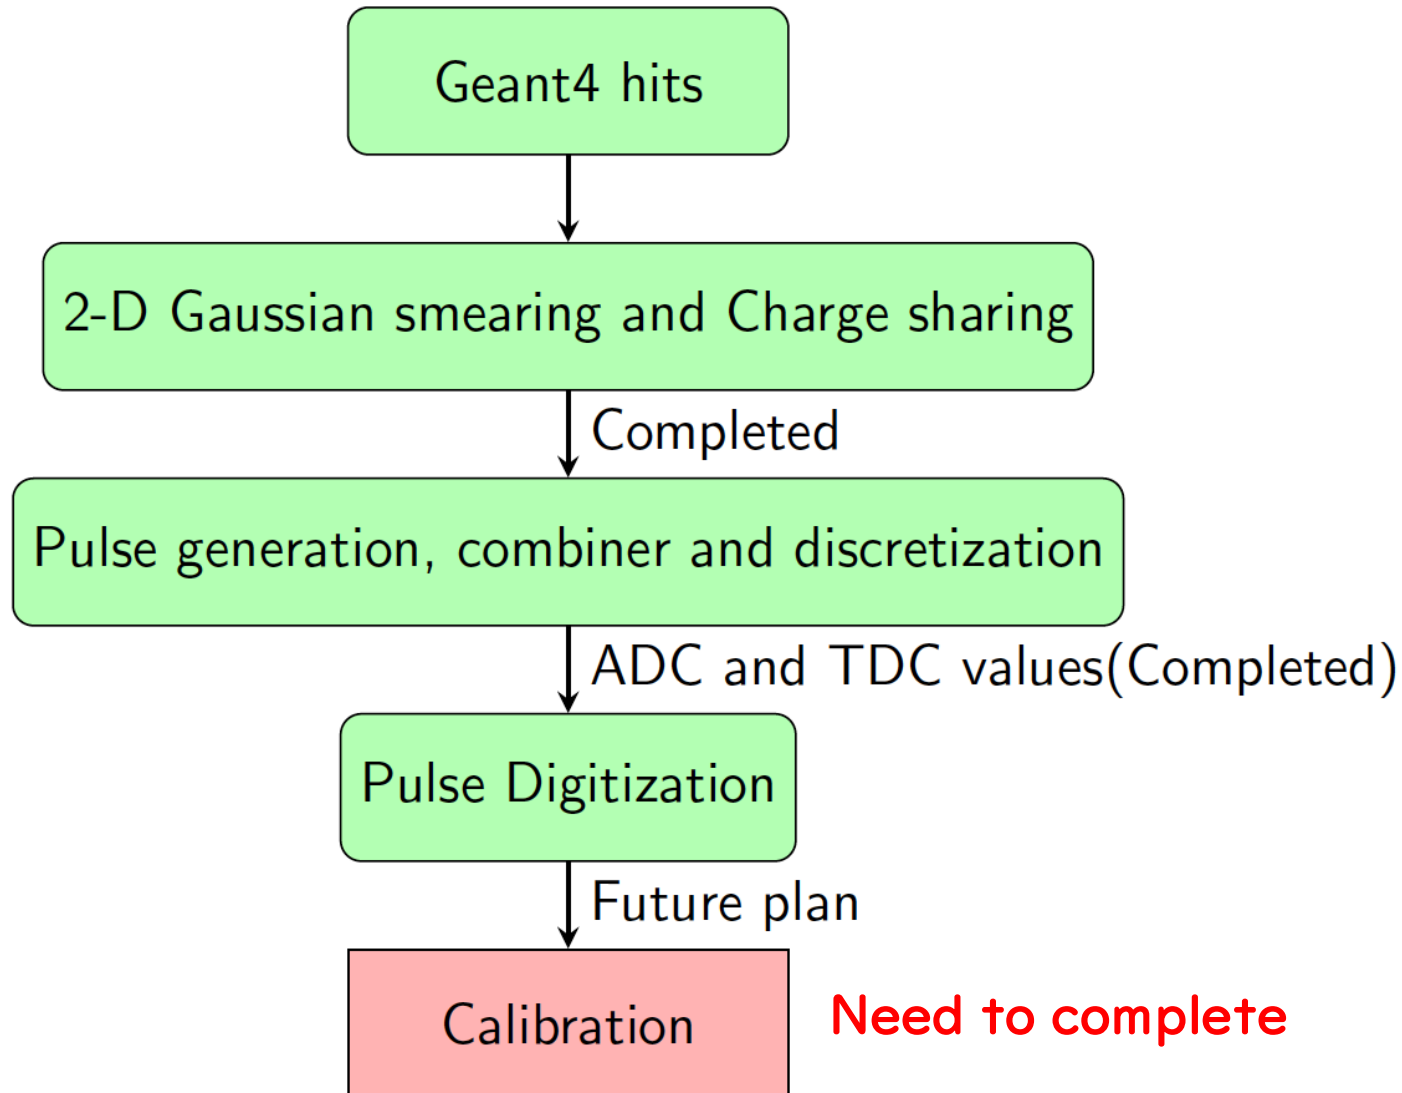 Geant4 hits
2-D Gaussian smearing and Charge sharing
Completed
Pulse generation, combiner and discretization
ADC and TDC values(Completed)
Pulse Digitization
Future plan
Calibration
Need to complete